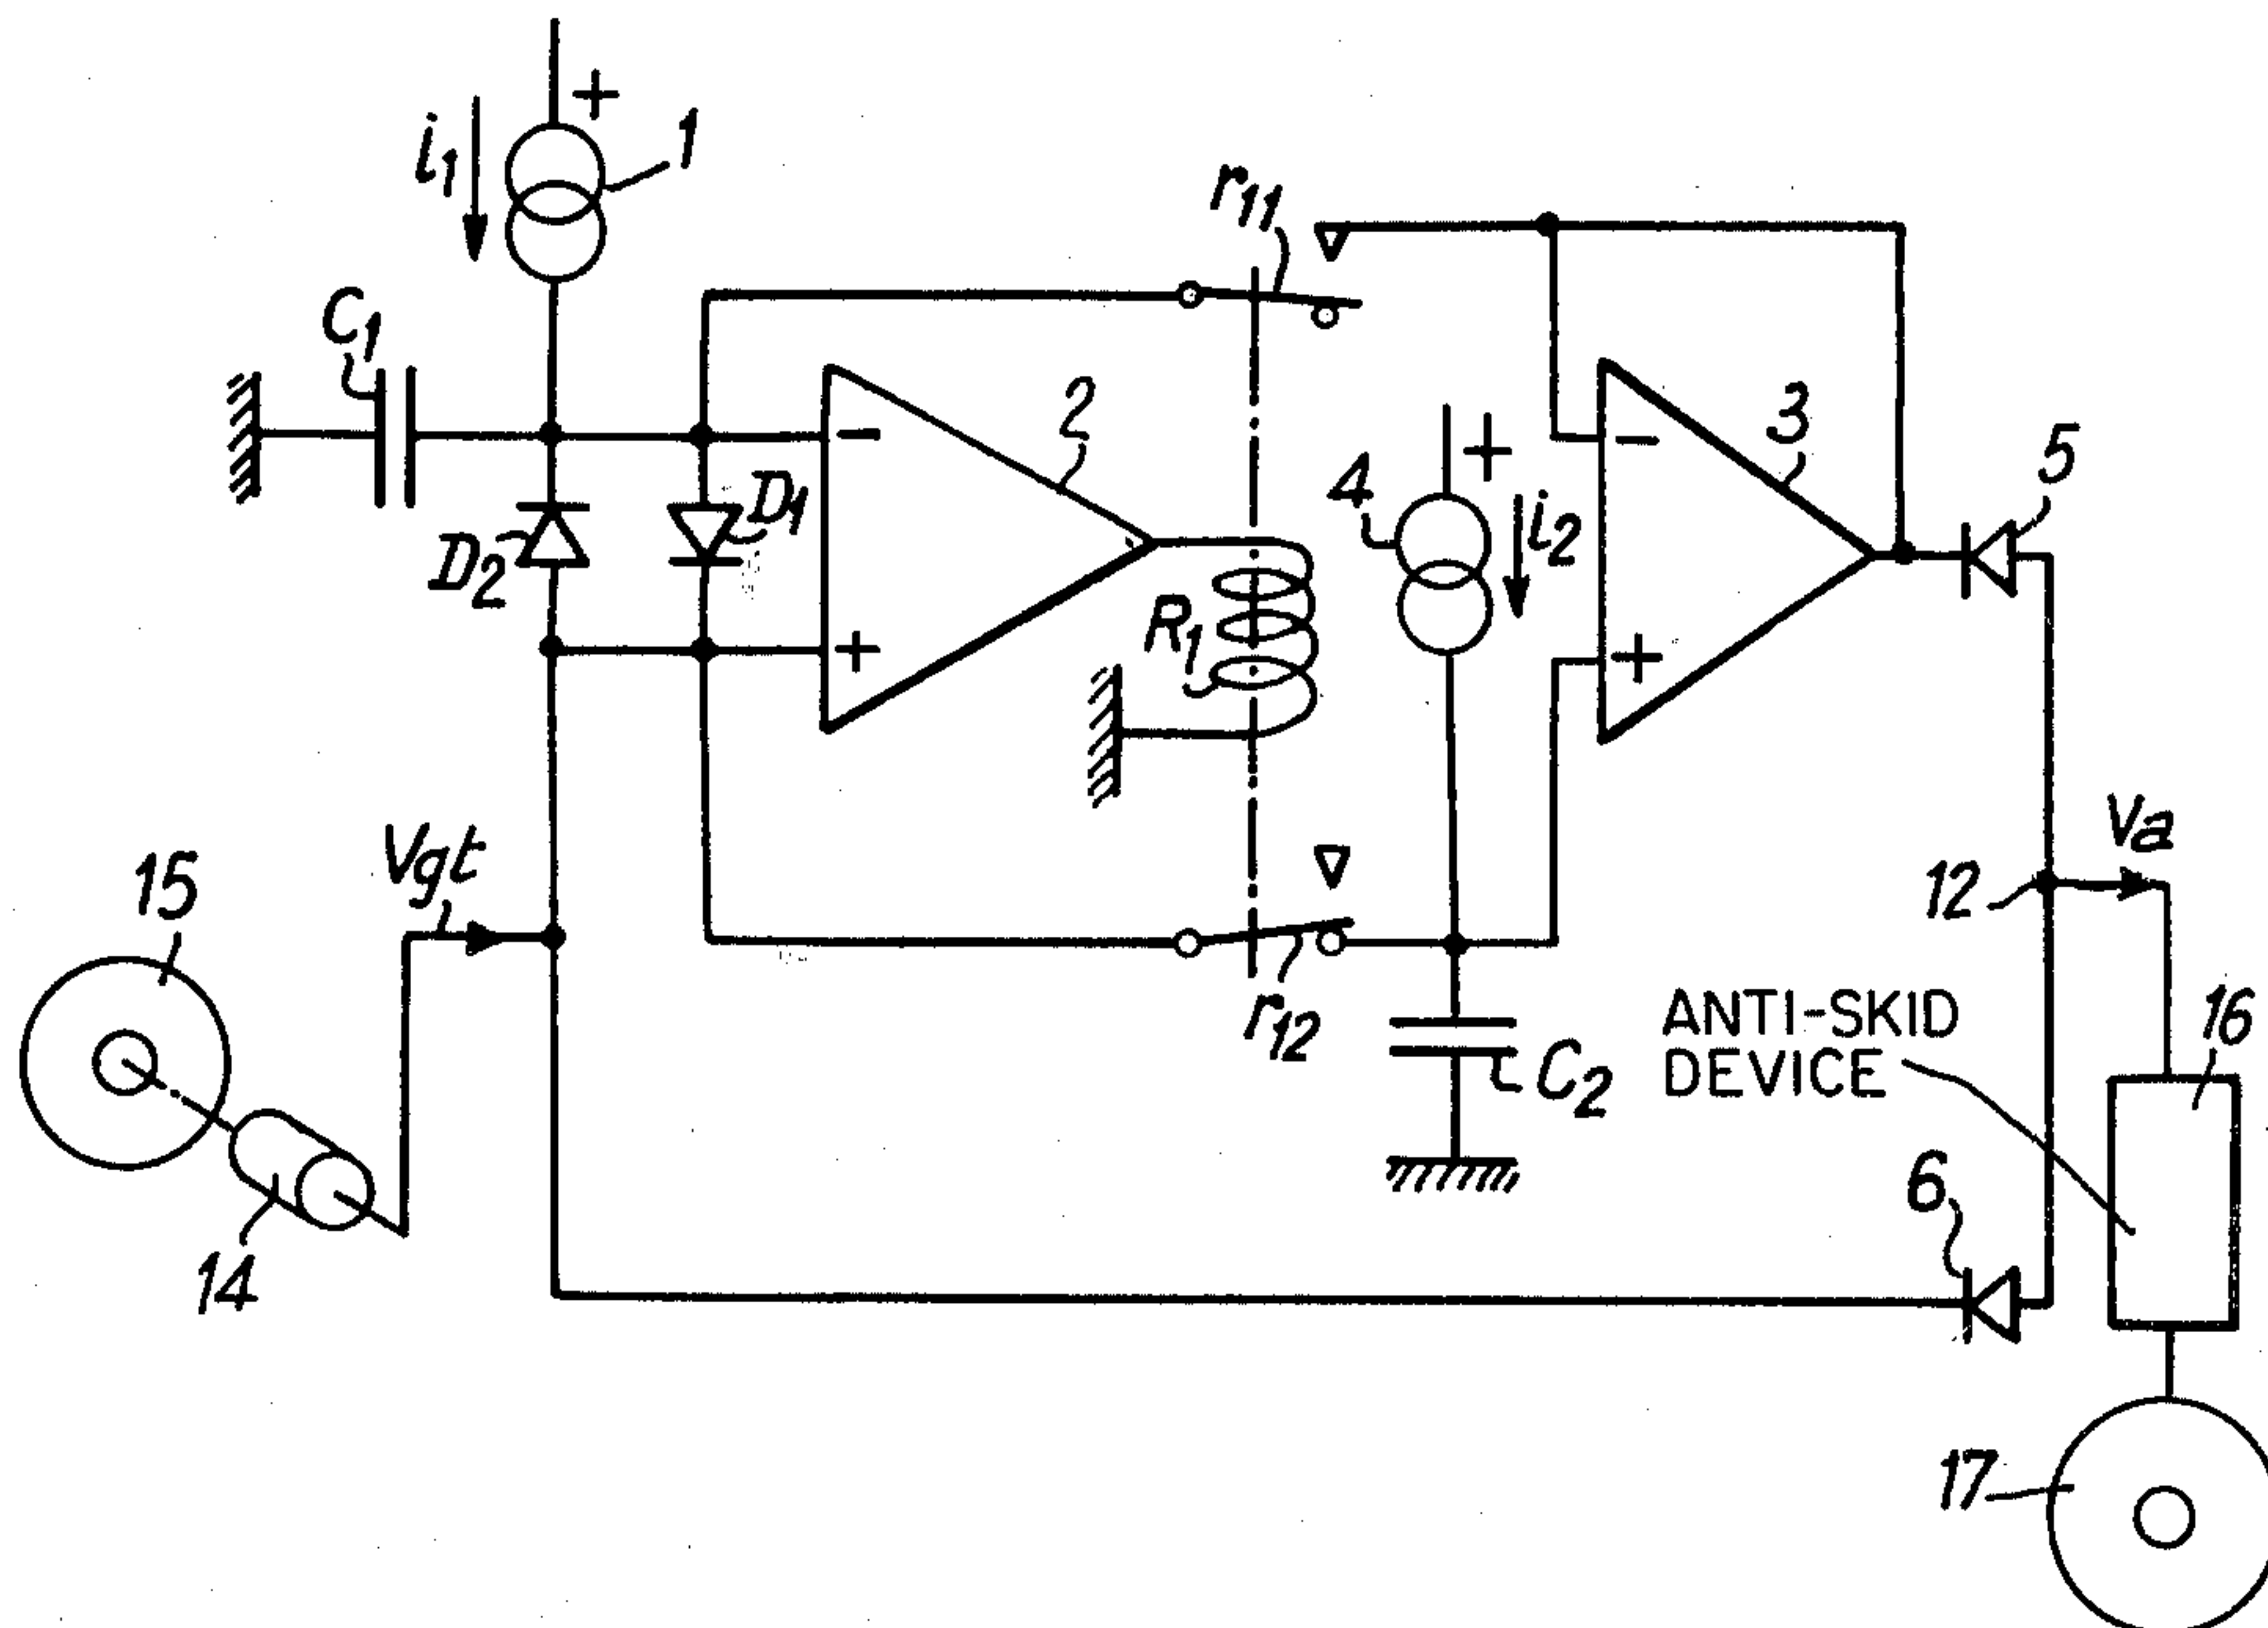 +
i1
1
r11
C1
2
3
5
-
-
+
4
D1
i2
D2
R1
+
+
Vgt
Va
15
12
r12
ANTI-SKID
DEVICE
16
C2
6
14
17